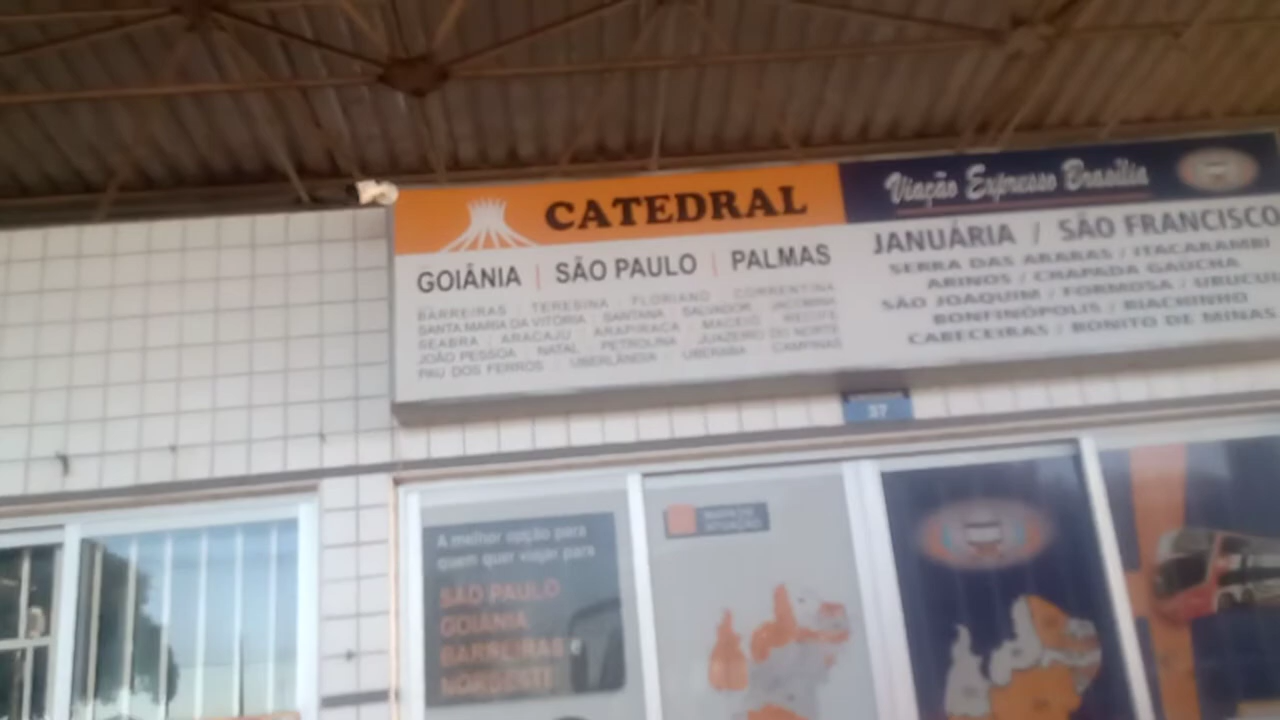 CATEDRAL
GOIÂNIA | SÃO PAULO | PALMAS
BARREIRAS TERESINA FLORIANO CORRENTINA
SANTA MARIA DA VITÓRIA SANTANA SALVADOR JACOBINA
SEABRA ARACAJU ARAPIRACA MACEIÓ RECIFE
JOÃO PESSOA NATAL PETROLINA JUAZEIRO DO NORTE
PAU DOS FERROS UBERLÂNDIA UBERABA CAMPINAS
Viação Expresso Brasília
JANUÁRIA / SÃO FRANCISCO
SERRA DAS ARARAS / ITACARAMBI
ARINOS / CHAPADA GAÚCHA
SÃO JOAQUIM / FORMOSA / URUCUI
BONFINÓPOLIS / RIACHINHO
CABECEIRAS / BONITO DE MINAS
37
A melhor opção para
quem quer viajar para
SÃO PAULO
GOIÂNIA
BARREIRAS e
NORDESTE